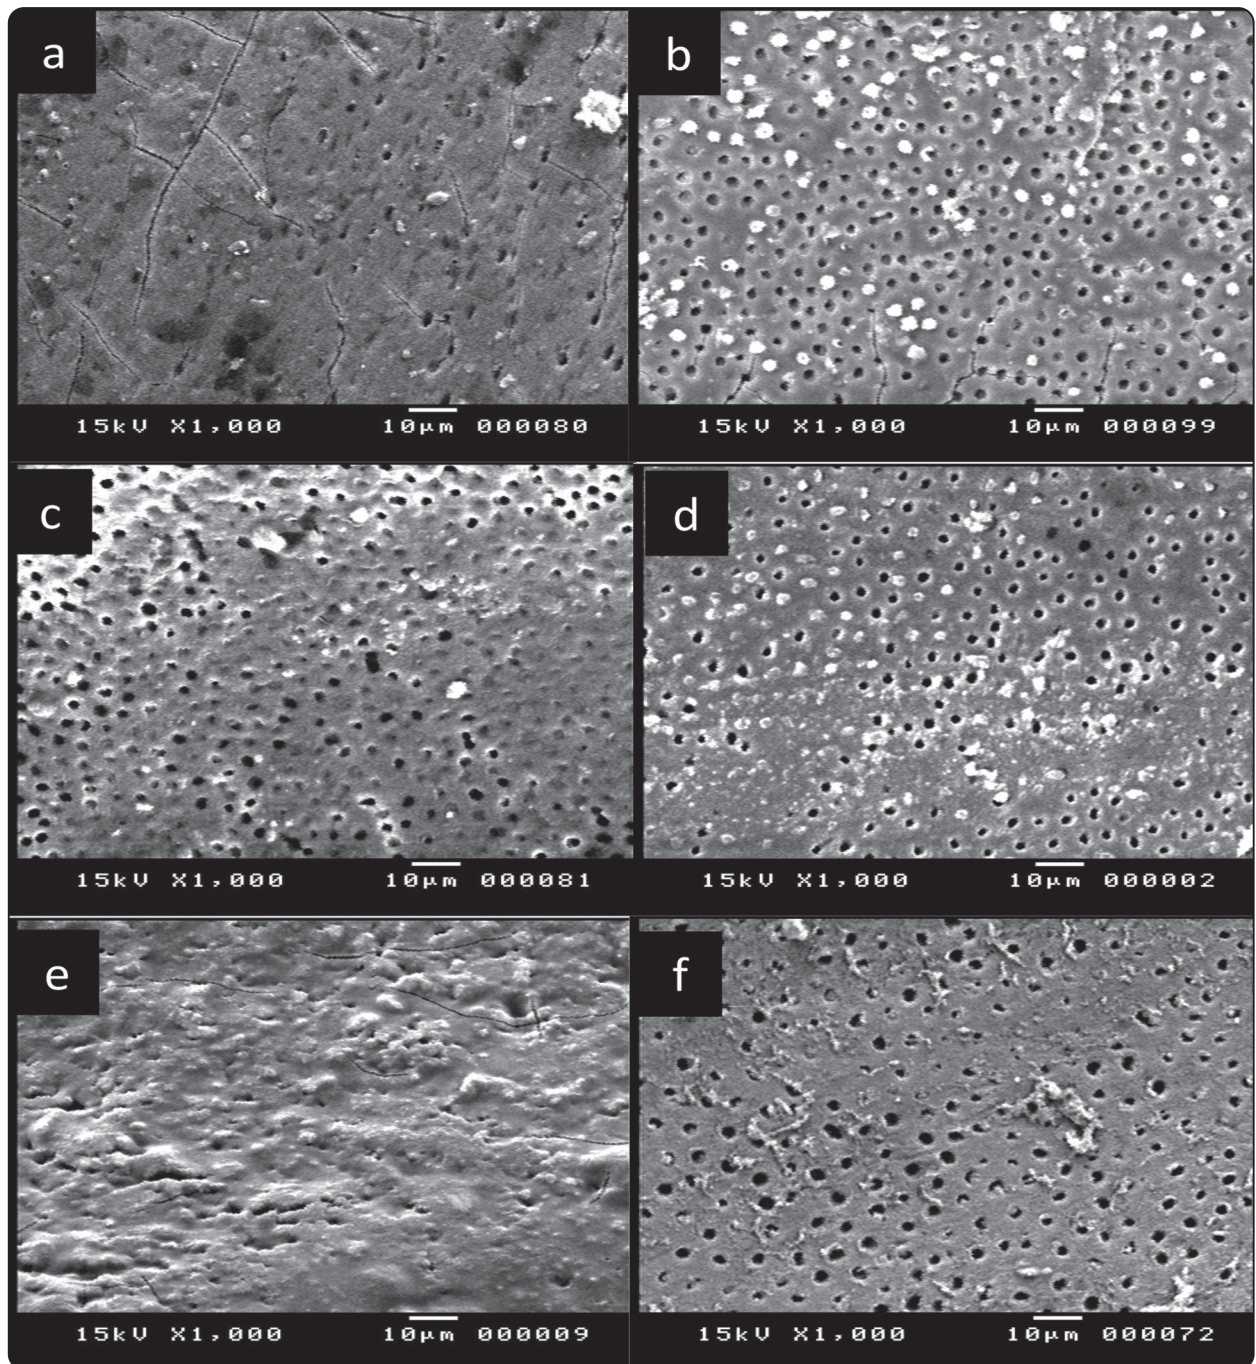 a
b
15kV X1,000 10µm 000080
15kV X1,000 10µm 000099
c
d
15kV X1,000 10µm 000081
15kV X1,000 10µm 000002
e
f
15kV X1,000 10µm 000009
15kV X1,000 10µm 000072